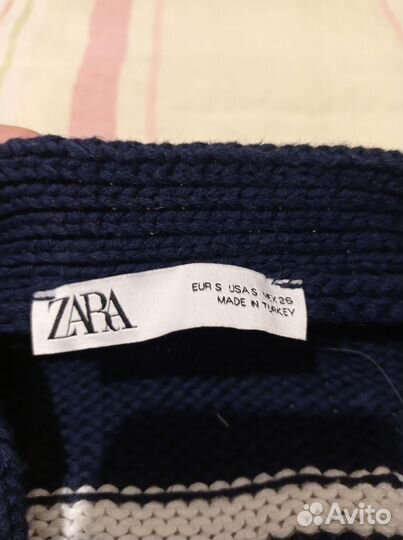 ZARA
EUR S USA S MEX 26
MADE IN TURKEY
Avito